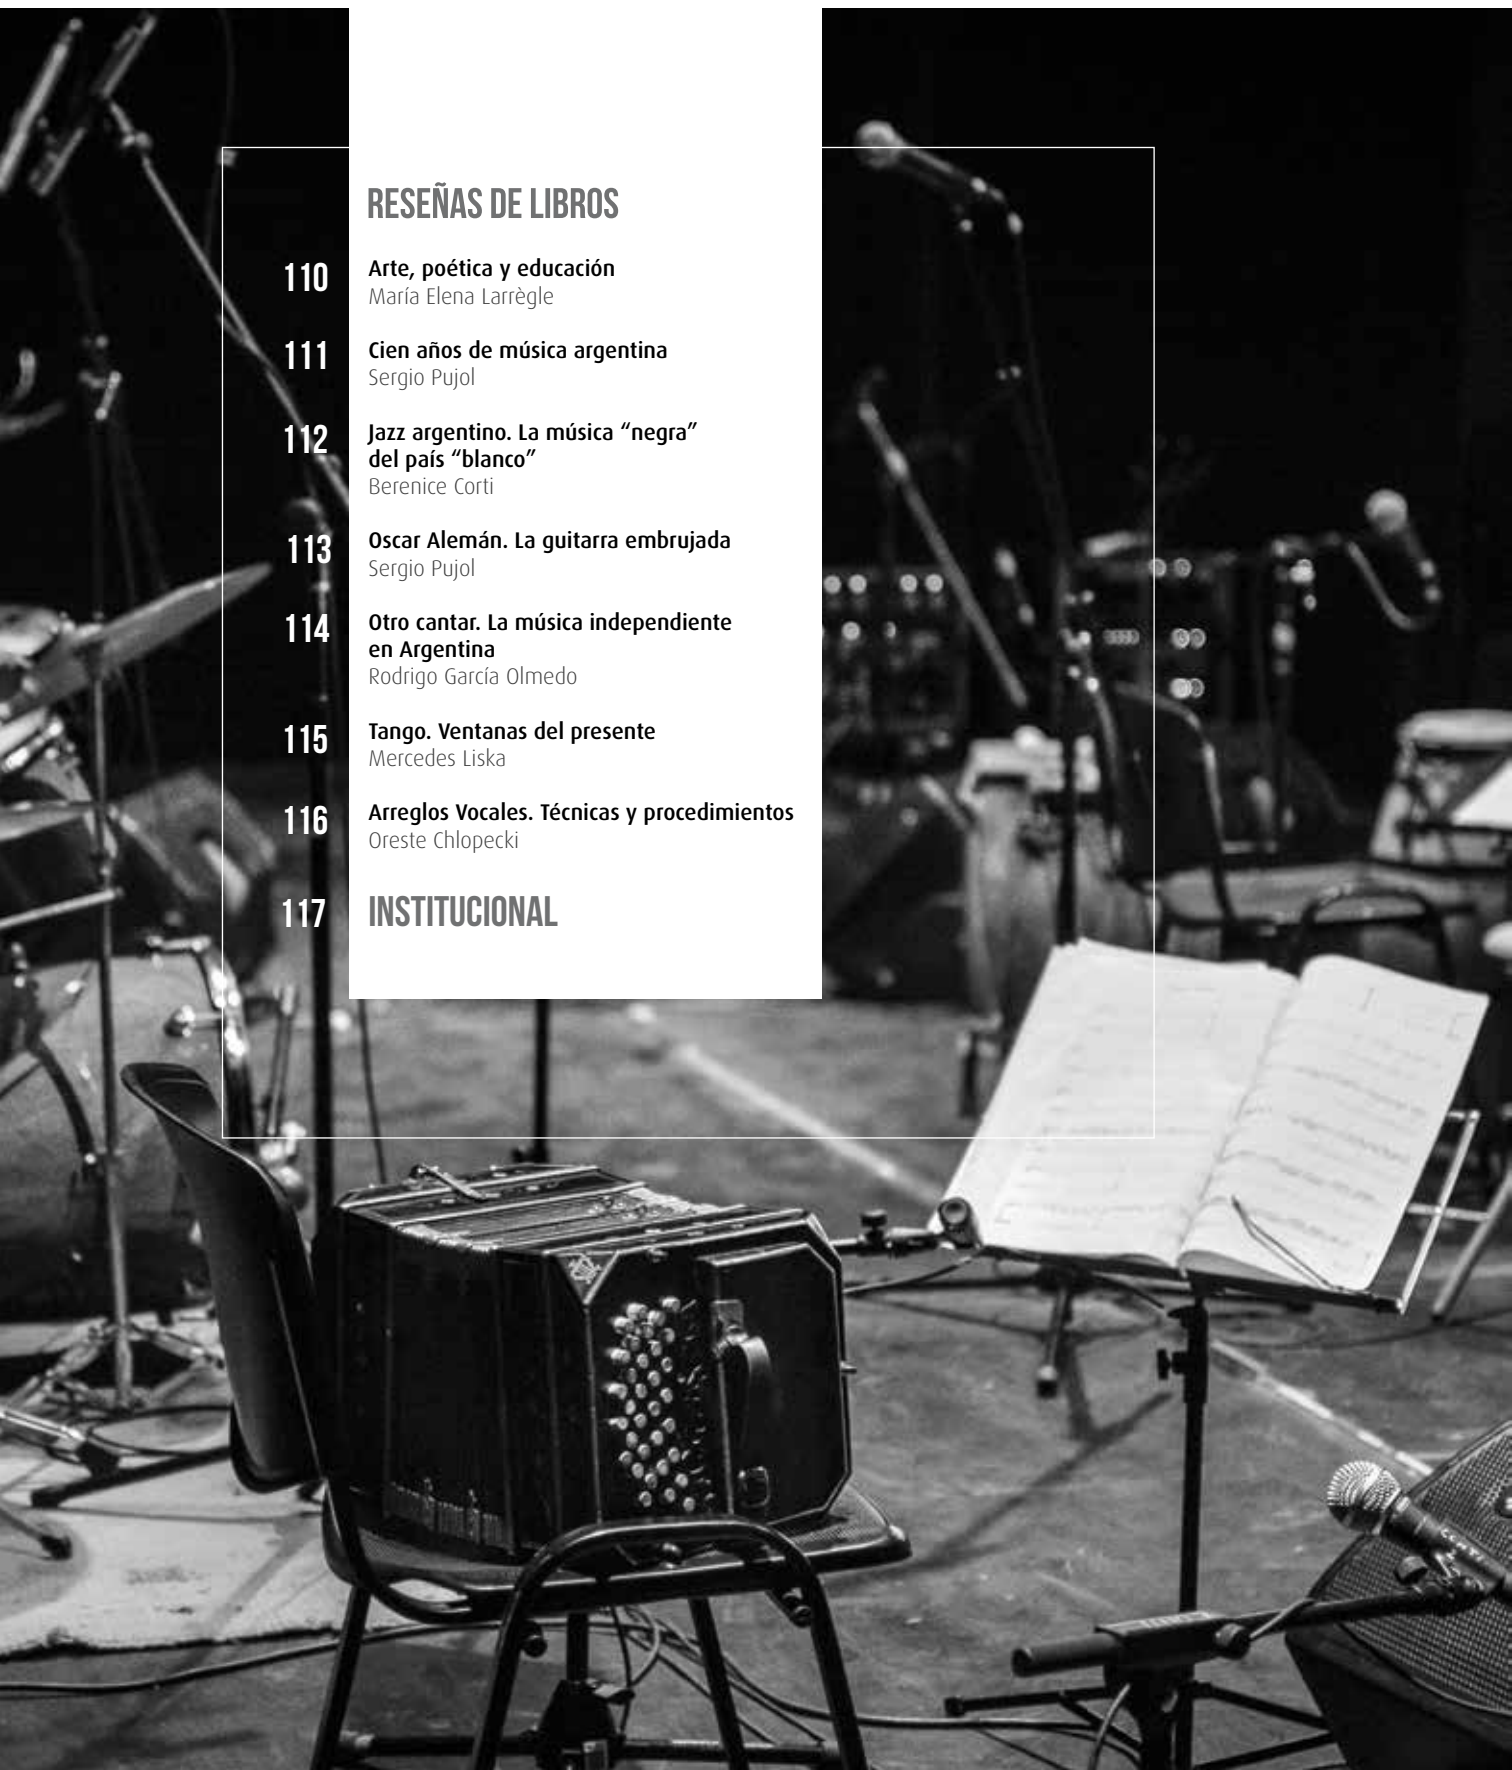 RESEÑAS DE LIBROS
110
Arte, poética y educación
María Elena Larrègle
111
Cien años de música argentina
Sergio Pujol
112
Jazz argentino. La música “negra”
del país “blanco”
Berenice Corti
113
Oscar Alemán. La guitarra embrujada
Sergio Pujol
114
Otro cantar. La música independiente
en Argentina
Rodrigo García Olmedo
115
Tango. Ventanas del presente
Mercedes Liska
116
Arreglos Vocales. Técnicas y procedimientos
Oreste Chlopecki
117
INSTITUCIONAL